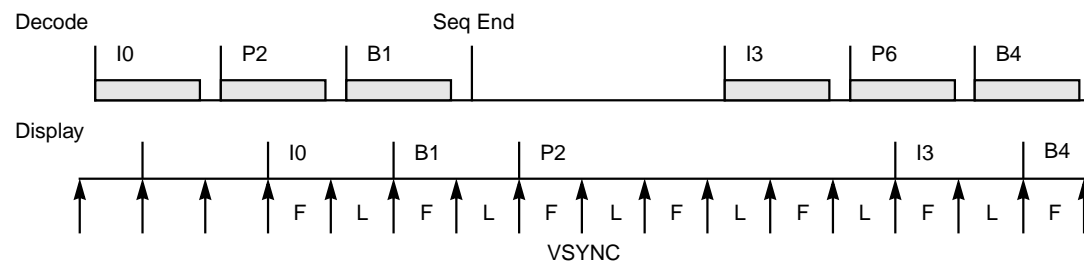 Decode Seq End
I0 P2 B1 I3 P6 B4
Display
I0 B1 P2 I3 B4
F L F L F L F L F L F L F
VSYNC